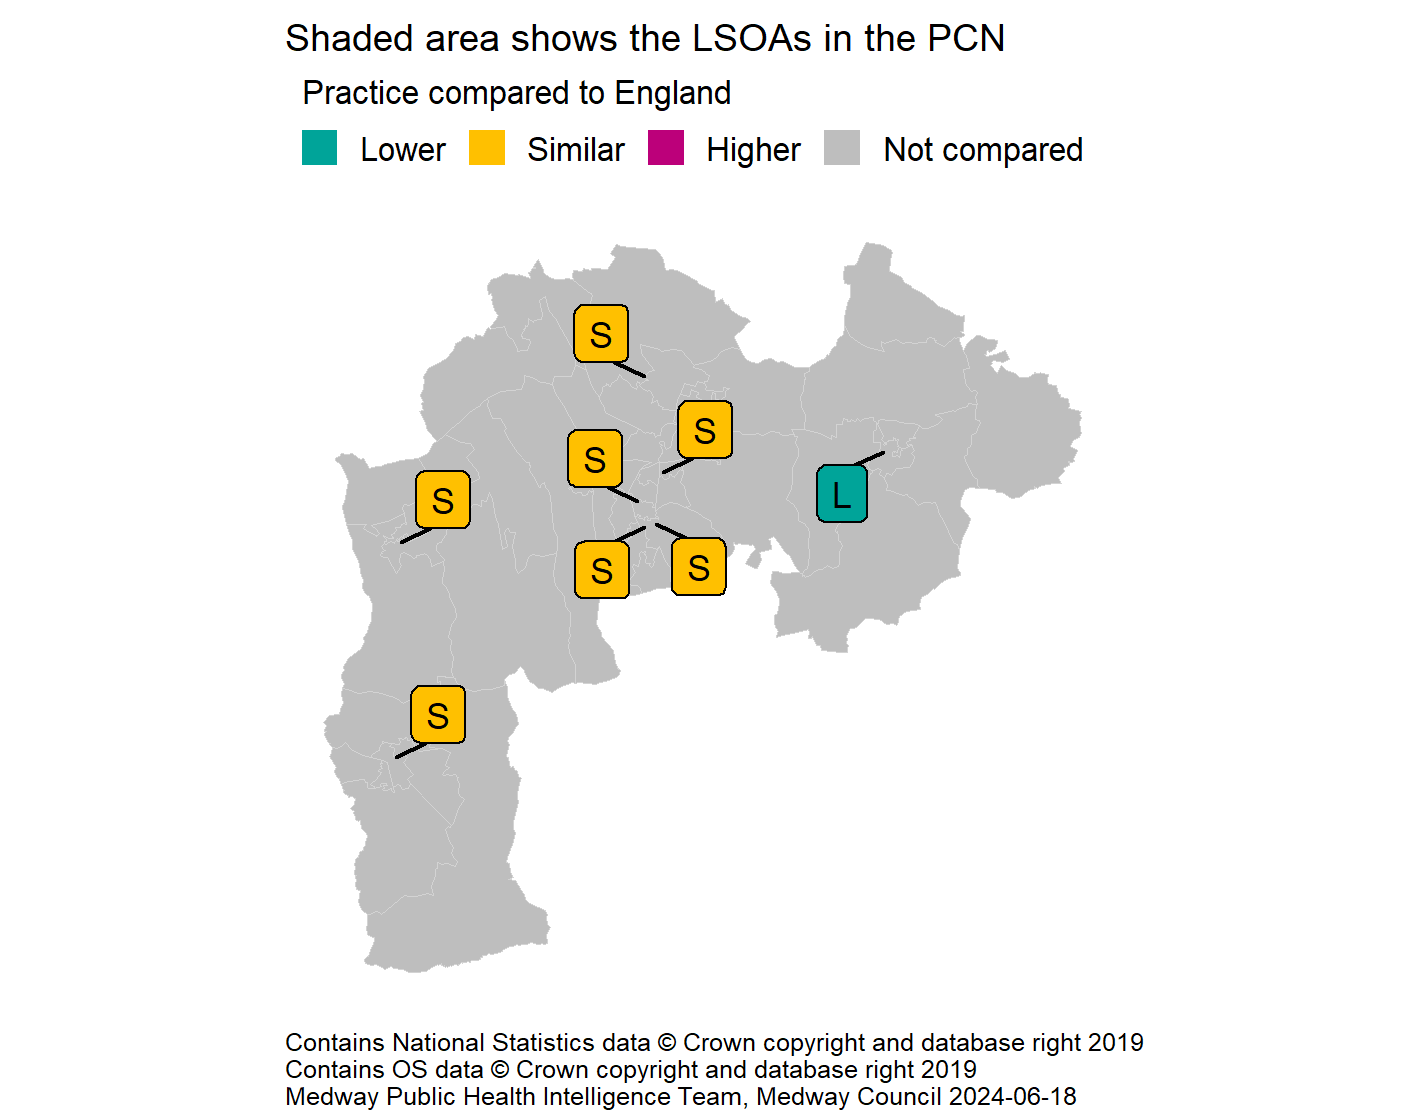 Shaded area shows the LSOAs in the PCN
Practice compared to England
Lower Similar Higher Not compared
S
S
S
S
L
S
S
S
Contains National Statistics data © Crown copyright and database right 2019
Contains OS data © Crown copyright and database right 2019
Medway Public Health Intelligence Team, Medway Council 2024-06-18